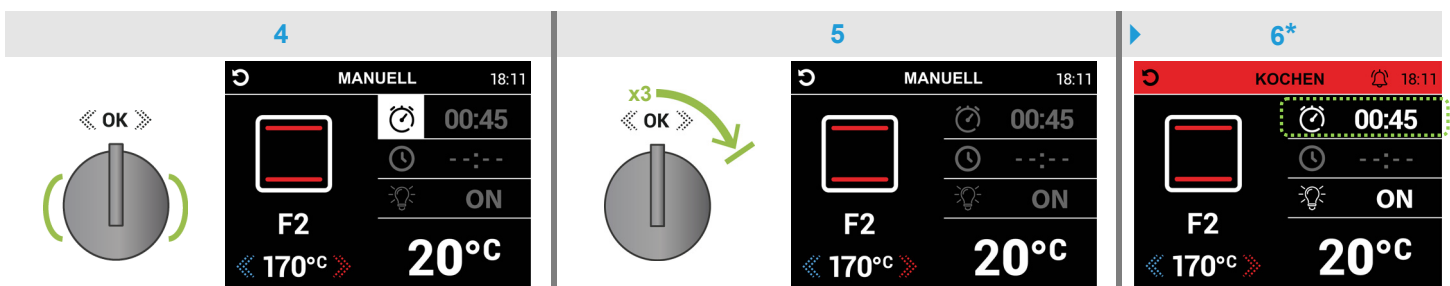 4
OK
MANUELL 18:11
00:45
--:--
ON
F2
170°C
20°C
5
x3
OK
MANUELL 18:11
00:45
--:--
ON
F2
170°C
20°C
6*
KOCHEN 18:11
00:45
--:--
ON
F2
170°C
20°C